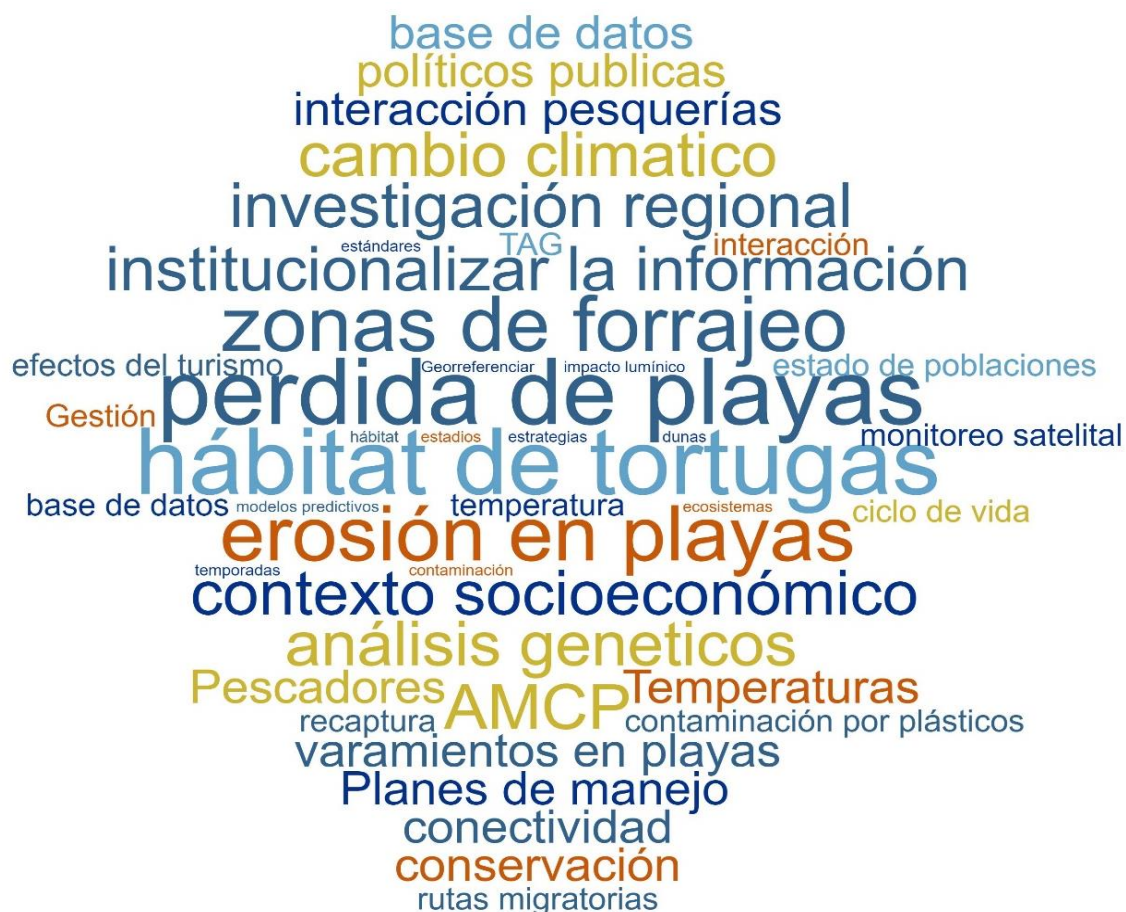 base de datos
políticos publicas
interacción pesquerías
cambio climatico
investigación regional
estándares TAG interacción
institucionalizar la información
zonas de forrajeo
efectos del turismo Georreferenciar impacto lumínico estado de poblaciones
perdida de playas
Gestión
hábitat estadios estrategias dunas monitoreo satelital
hábitat de tortugas
base de datos modelos predictivos temperatura ecosistemas ciclo de vida
erosión en playas
temporadas contaminación
contexto socioeconómico
análisis geneticos
Pescadores AMCP Temperaturas
recaptura contaminación por plásticos
varamientos en playas
Planes de manejo
conectividad
conservación
rutas migratorias